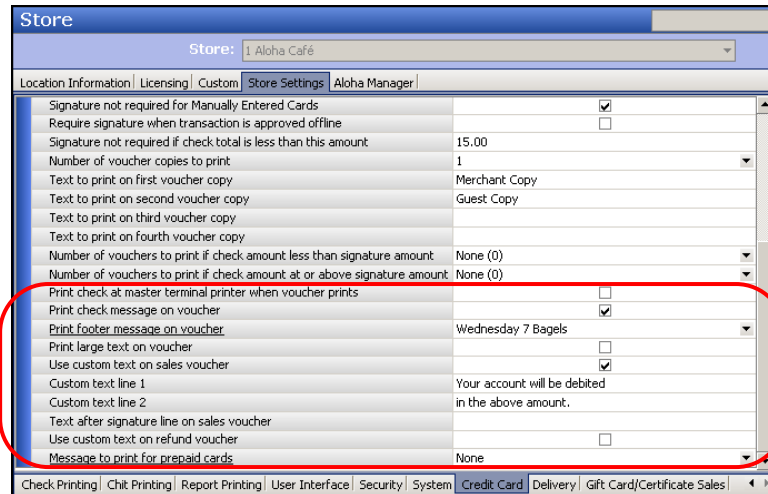 Store
Store: 1 Aloha Café
Location Information Licensing Custom Store Settings Aloha Manager
Signature not required for Manually Entered Cards
Require signature when transaction is approved offline
Signature not required if check total is less than this amount 15.00
Number of voucher copies to print 1
Text to print on first voucher copy Merchant Copy
Text to print on second voucher copy Guest Copy
Text to print on third voucher copy
Text to print on fourth voucher copy
Number of vouchers to print if check amount less than signature amount None (0)
Number of vouchers to print if check amount at or above signature amount None (0)
Print check at master terminal printer when voucher prints
Print check message on voucher
Print footer message on voucher Wednesday 7 Bagels
Print large text on voucher
Use custom text on sales voucher
Custom text line 1 Your account will be debited
Custom text line 2 in the above amount.
Text after signature line on sales voucher
Use custom text on refund voucher
Message to print for prepaid cards None
Check Printing Chit Printing Report Printing User Interface Security System Credit Card Delivery Gift Card/Certificate Sales